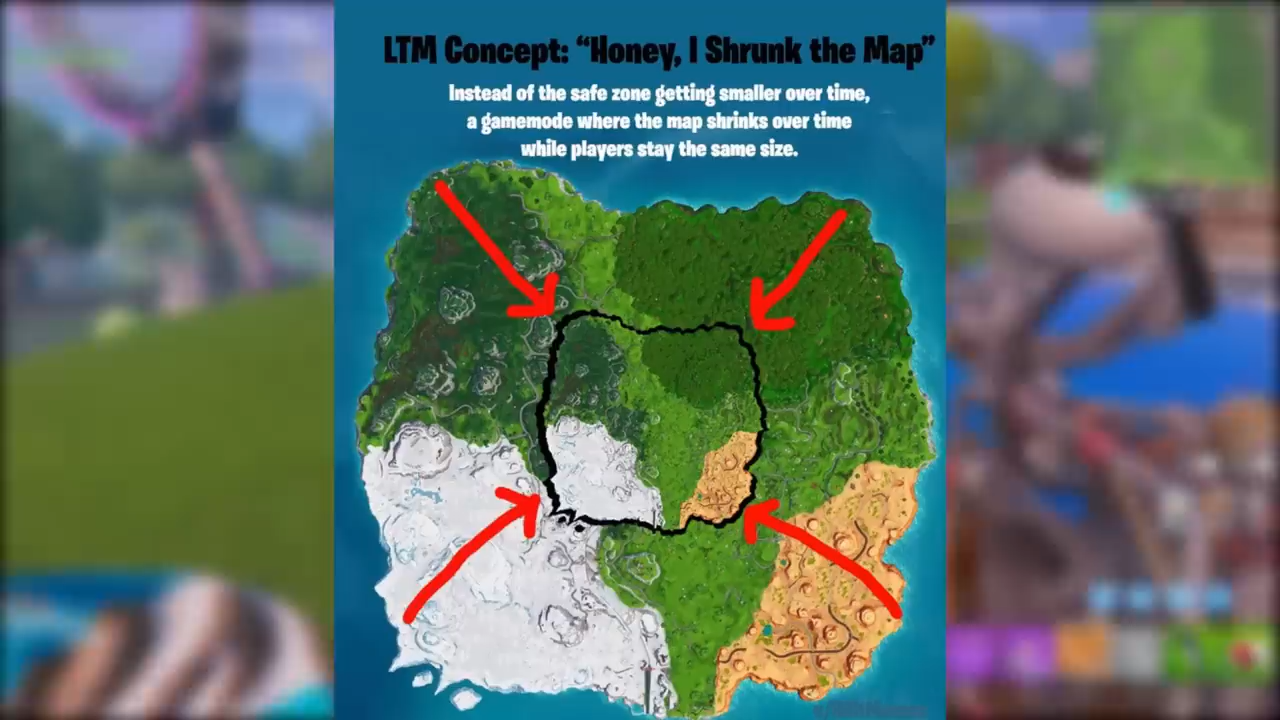 LTM Concept: “Honey, I Shrunk the Map”
Instead of the safe zone getting smaller over time,
a gamemode where the map shrinks over time
while players stay the same size.